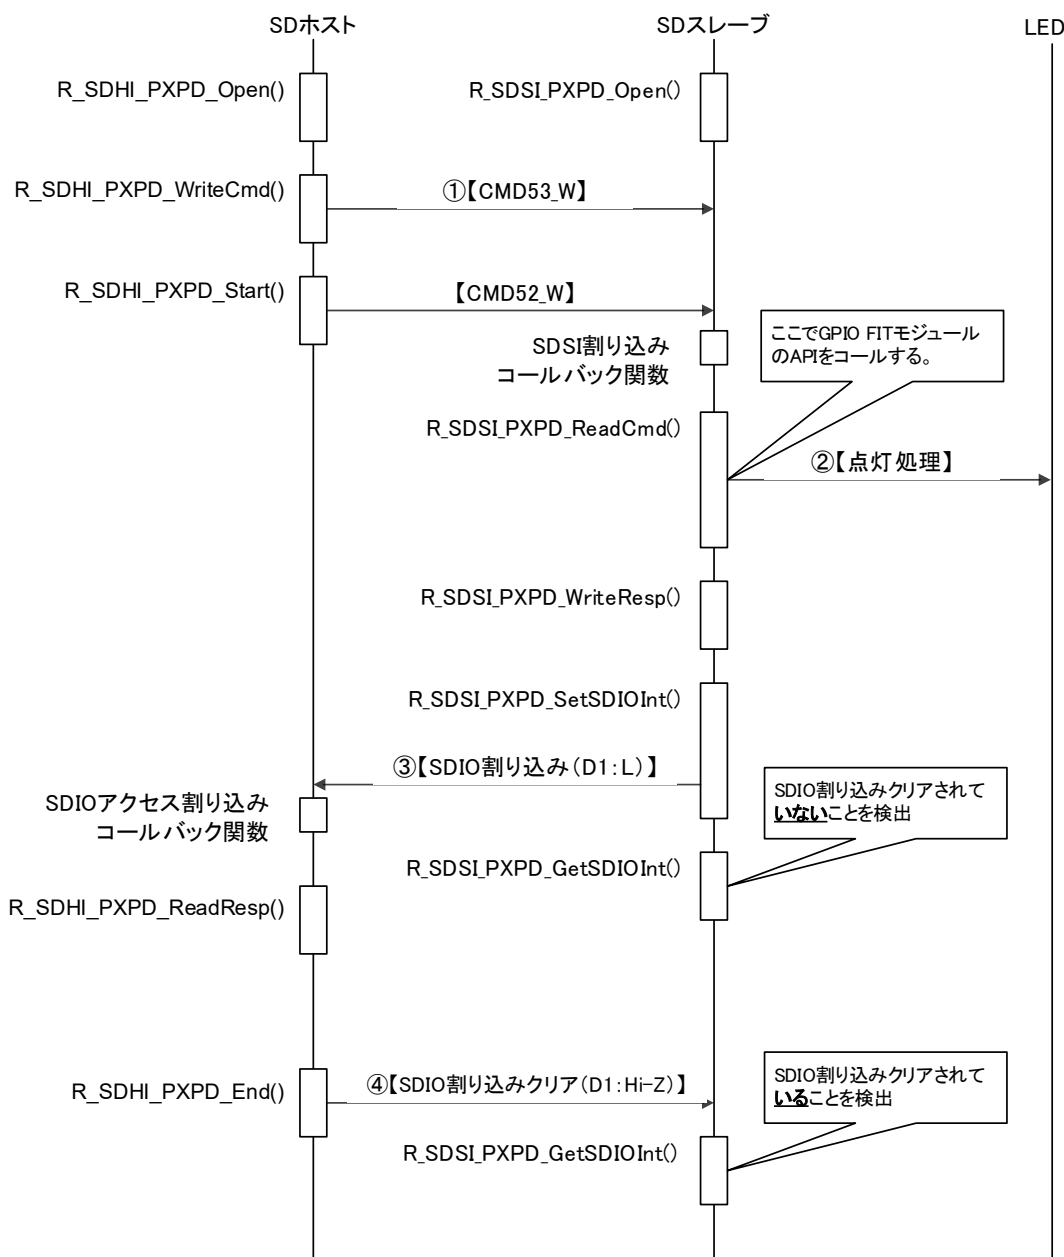 SDホスト
SDスレーブ
LED
R_SDHI_PXPD_Open()
R_SDSI_PXPD_Open()
R_SDHI_PXPD_WriteCmd()
①【CMD53_W】
R_SDHI_PXPD_Start()
【CMD52_W】
ここでGPIO FITモジュール
のAPIをコールする。
SDSI割り込み
コールバック関数
R_SDSI_PXPD_ReadCmd()
②【点灯処理】
R_SDSI_PXPD_WriteResp()
R_SDSI_PXPD_SetSDIOInt()
③【SDIO割り込み（D1：L）】
SDIOアクセス割り込み
コールバック関数
SDIO割り込みクリアされて
いないことを検出
R_SDSI_PXPD_GetSDIOInt()
R_SDHI_PXPD_ReadResp()
R_SDHI_PXPD_End()
④【SDIO割り込みクリア（D1：Hi-Z）】
SDIO割り込みクリアされて
いることを検出
R_SDSI_PXPD_GetSDIOInt()